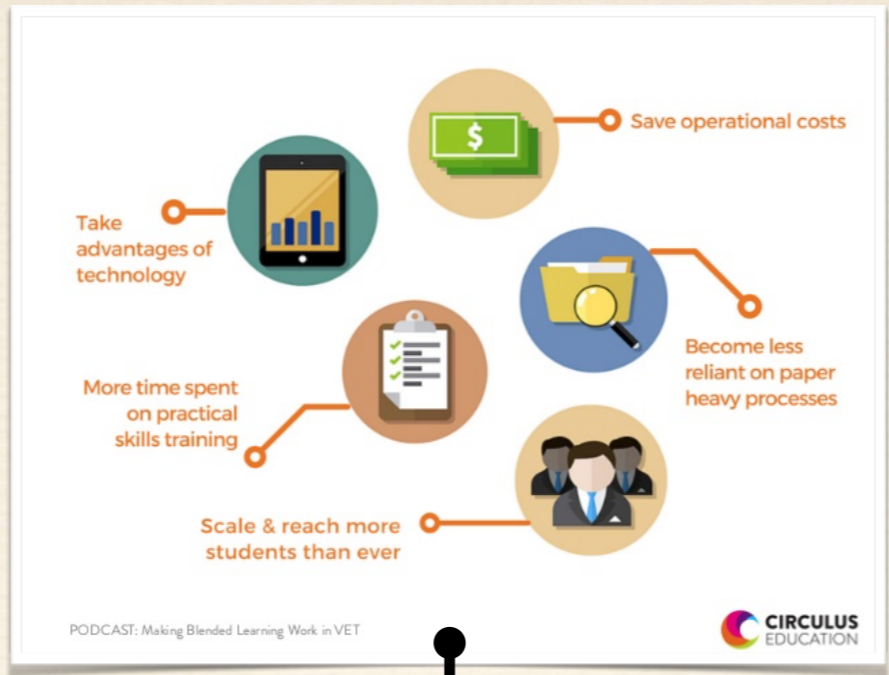 $
Save operational costs
Take
advantages of
technology
Become less
reliant on paper
heavy processes
More time spent
on practical
skills training
Scale & reach more
students than ever
PODCAST: Making Blended Learning Work in VET
CIRCULUS
EDUCATION